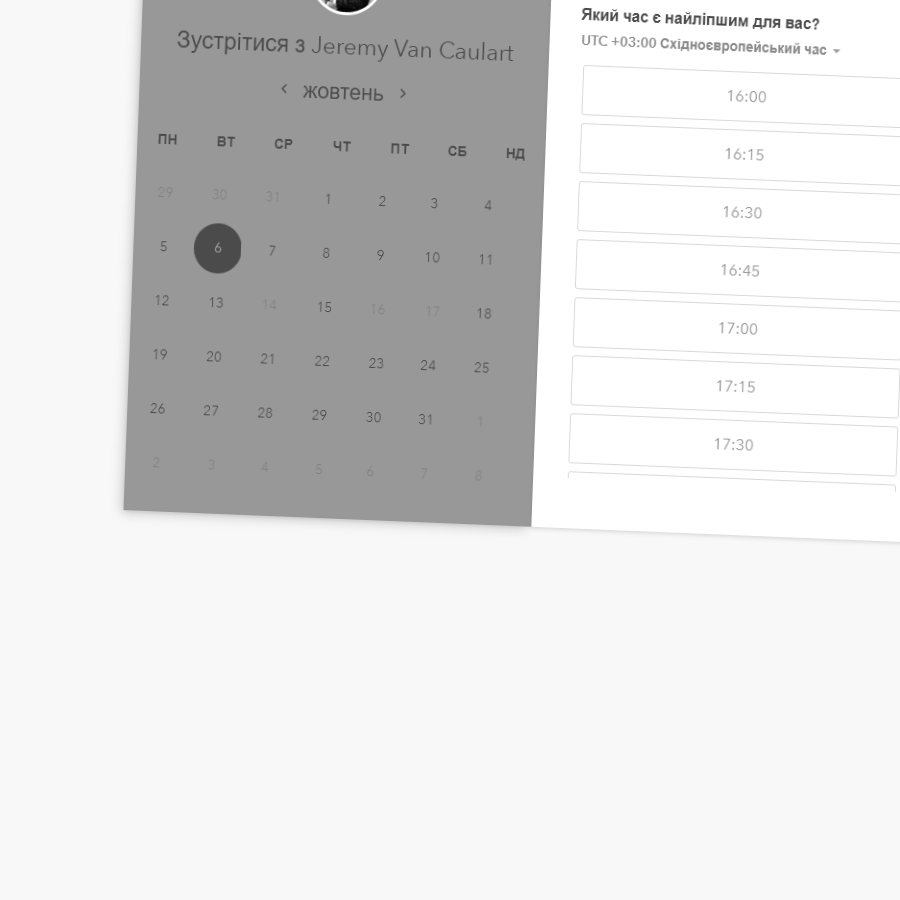 Зустрітися з Jeremy Van Caulart
‹ жовтень ›
ПН ВТ СР ЧТ ПТ СБ НД
29 30 31 1 2 3 4
5 6 7 8 9 10 11
12 13 14 15 16 17 18
19 20 21 22 23 24 25
26 27 28 29 30 31 1
2 3 4 5 6 7 8
Який час є найліпшим для вас?
UTC +03:00 Східноєвропейський час
16:00
16:15
16:30
16:45
17:00
17:15
17:30